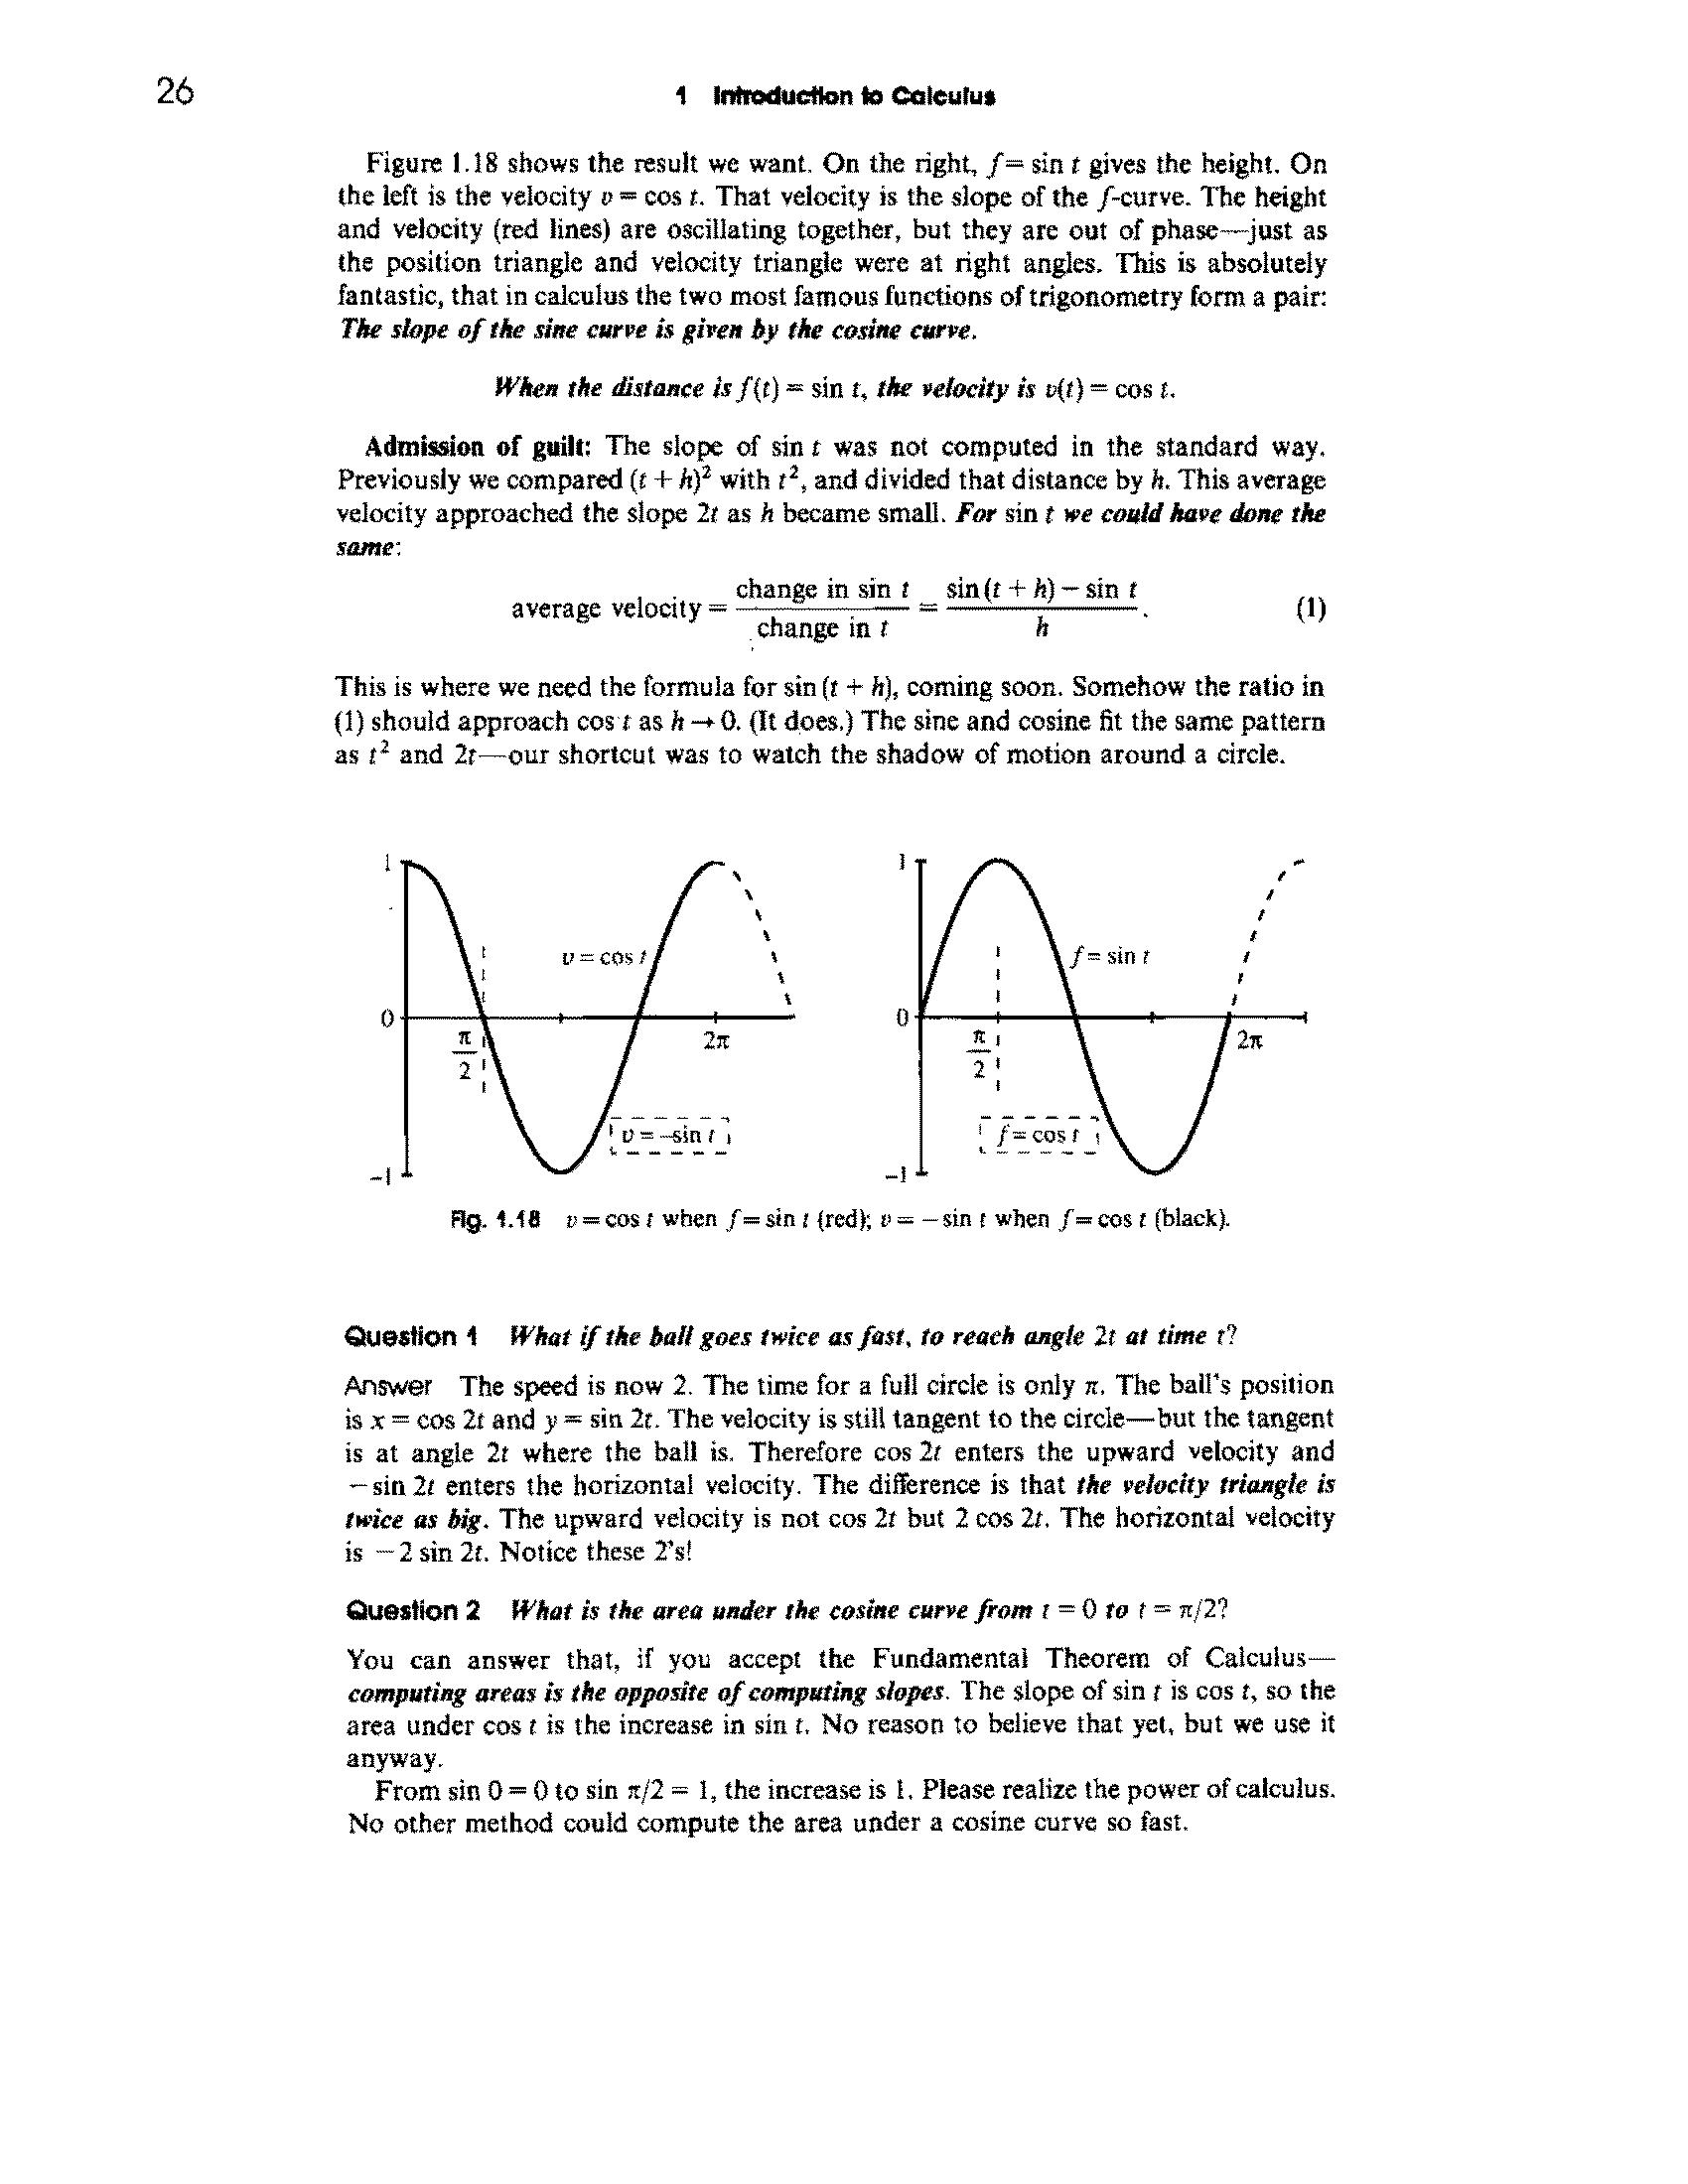 26
1 Introduction to Calculus
Figure 1.18 shows the result we want. On the right, f = sin t gives the height. On
the left is the velocity v = cos t. That velocity is the slope of the f-curve. The height
and velocity (red lines) are oscillating together, but they are out of phase—just as
the position triangle and velocity triangle were at right angles. This is absolutely
fantastic, that in calculus the two most famous functions of trigonometry form a pair:
The slope of the sine curve is given by the cosine curve.
When the distance is f(t) = sin t, the velocity is v(t) = cos t.
Admission of guilt: The slope of sin t was not computed in the standard way.
Previously we compared (t + h)² with t², and divided that distance by h. This average
velocity approached the slope 2t as h became small. For sin t we could have done the
same:
average velocity = change in sin t / change in t = sin (t + h) − sin t / h. (1)
This is where we need the formula for sin (t + h), coming soon. Somehow the ratio in
(1) should approach cos t as h → 0. (It does.) The sine and cosine fit the same pattern
as t² and 2t—our shortcut was to watch the shadow of motion around a circle.
1
v = cos t
0
π/2
2π
v = −sin t
−1
1
f = sin t
0
π/2
2π
f = cos t
−1
Fig. 1.18 v = cos t when f = sin t (red); v = −sin t when f = cos t (black).
Question 1 What if the ball goes twice as fast, to reach angle 2t at time t?
Answer The speed is now 2. The time for a full circle is only π. The ball's position
is x = cos 2t and y = sin 2t. The velocity is still tangent to the circle—but the tangent
is at angle 2t where the ball is. Therefore cos 2t enters the upward velocity and
−sin 2t enters the horizontal velocity. The difference is that the velocity triangle is
twice as big. The upward velocity is not cos 2t but 2 cos 2t. The horizontal velocity
is −2 sin 2t. Notice these 2's!
Question 2 What is the area under the cosine curve from t = 0 to t = π/2?
You can answer that, if you accept the Fundamental Theorem of Calculus—
computing areas is the opposite of computing slopes. The slope of sin t is cos t, so the
area under cos t is the increase in sin t. No reason to believe that yet, but we use it
anyway.
From sin 0 = 0 to sin π/2 = 1, the increase is 1. Please realize the power of calculus.
No other method could compute the area under a cosine curve so fast.